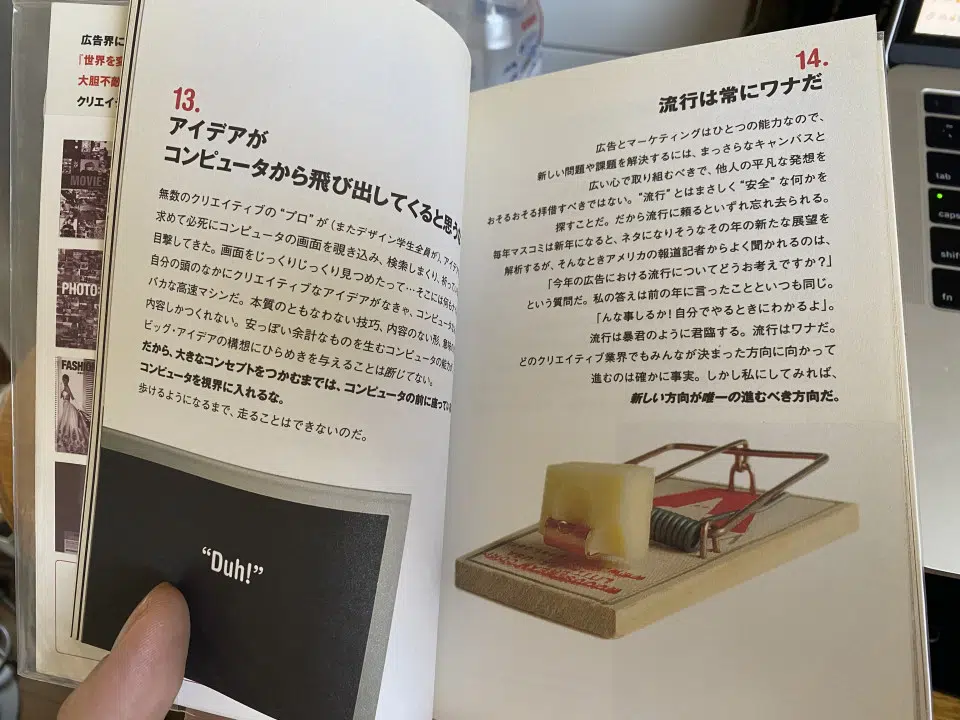 広告界に
「世界を変
大胆不敵
クリエイ
MOVIE
PHOTO
FASHION
13.
アイデアが
コンピュータから飛び出してくると思うな
無数のクリエイティブの“プロ”が(またデザイン学生全員が)、アイデ
求めて必死にコンピュータの画面を覗き込み、検索しまくり、祈って
目撃してきた。画面をじっくりじっくり見つめたって…そこには何も
自分の頭のなかにクリエイティブなアイデアがなきゃ、コンピュータ
バカな高速マシンだ。本質のともなわない技巧、内容のない形、意味
内容しかつくれない。安っぽい余計なものを生むコンピュータの能力
ビッグ・アイデアの構想にひらめきを与えることは断じてない。
だから、大きなコンセプトをつかむまでは、コンピュータの前に座って
コンピュータを視界に入れるな。
歩けるようになるまで、走ることはできないのだ。
“Duh!”
14.
流行は常にワナだ
広告とマーケティングはひとつの能力なので、
新しい問題や課題を解決するには、まっさらなキャンバスと
広い心で取り組むべきで、他人の平凡な発想を
おそるおそる拝借すべきではない。“流行”とはまさしく“安全”な何かを
探すことだ。だから流行に頼るといずれ忘れ去られる。
毎年マスコミは新年になると、ネタになりそうなその年の新たな展望を
解析するが、そんなときアメリカの報道記者からよく聞かれるのは、
「今年の広告における流行についてどうお考えですか?」
という質問だ。私の答えは前の年に言ったことといつも同じ。
「んな事しるか!自分でやるときにわかるよ」。
流行は暴君のように君臨する。流行はワナだ。
どのクリエイティブ業界でもみんなが決まった方向に向かって
進むのは確かに事実。しかし私にしてみれば、
新しい方向が唯一の進むべき方向だ。
tab
caps
fn